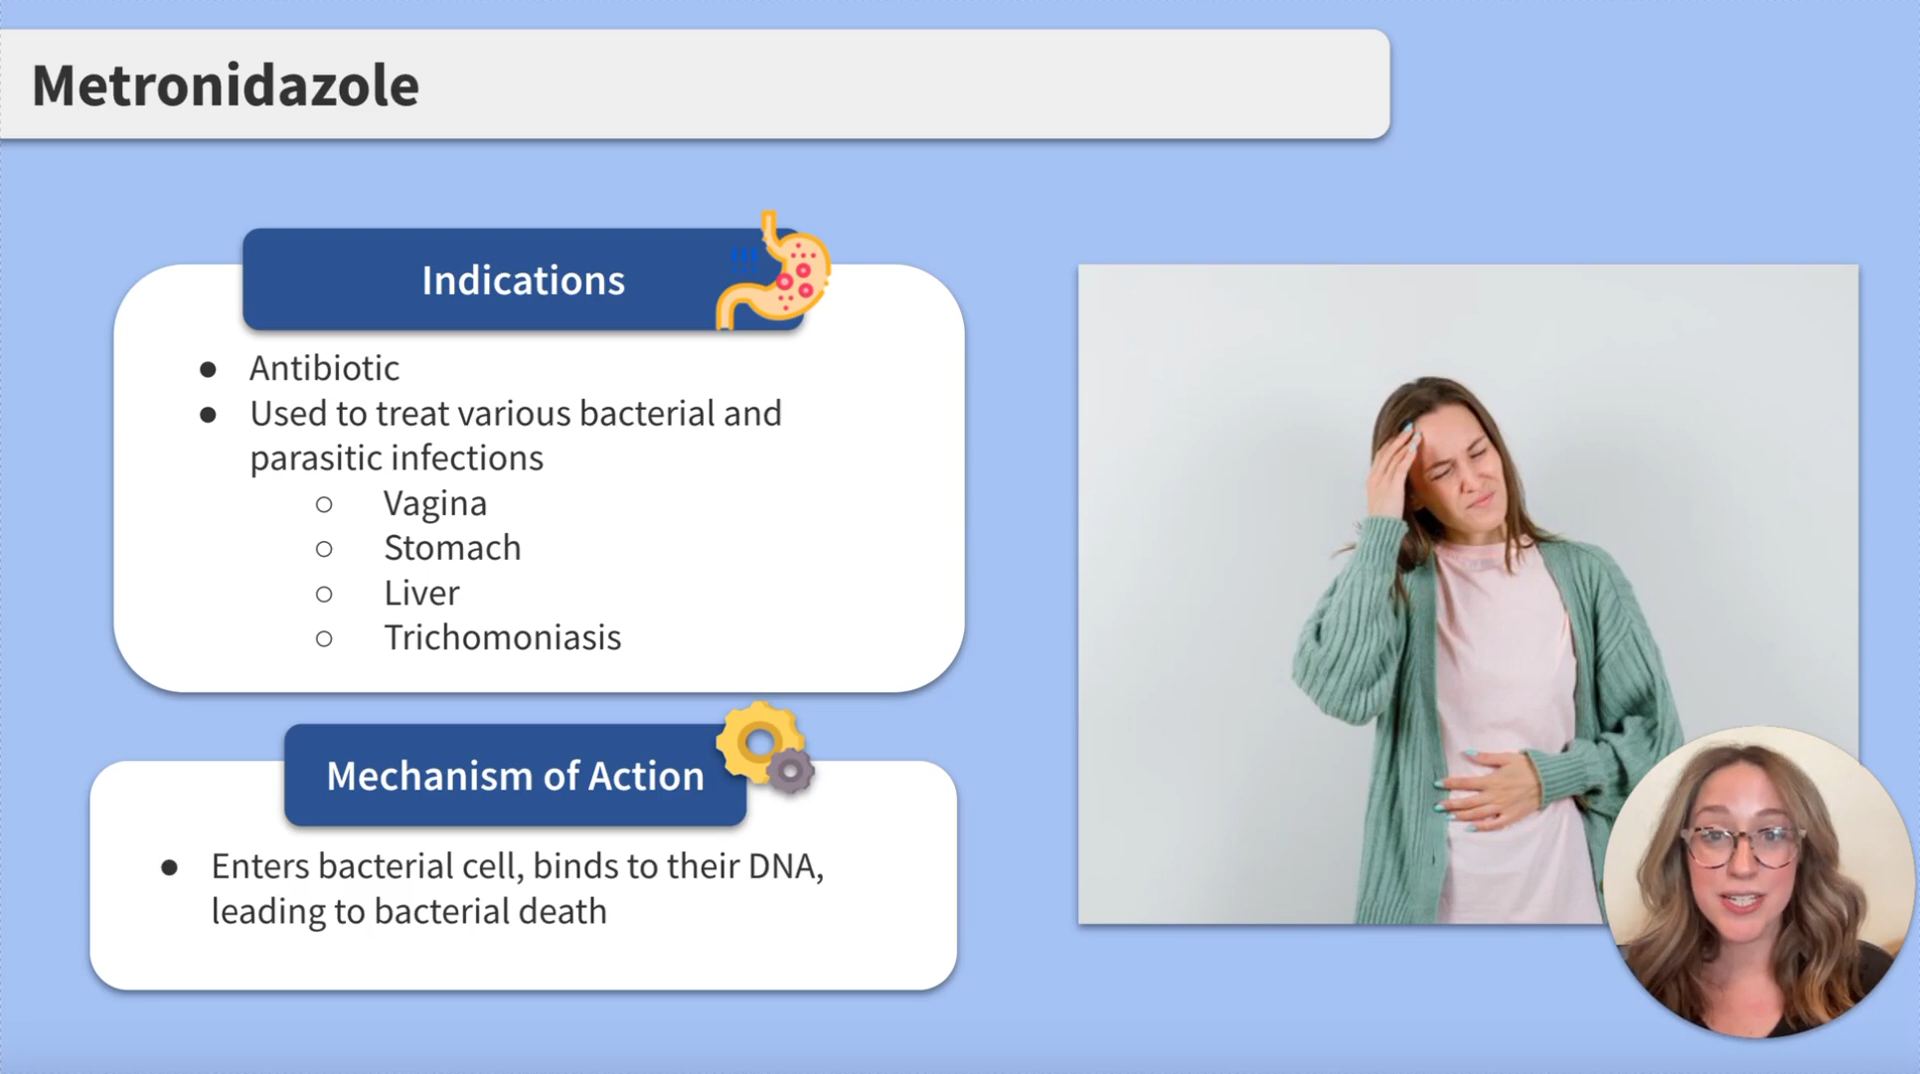 Metronidazole
Indications
!!!
● Antibiotic
● Used to treat various bacterial and
parasitic infections
○ Vagina
○ Stomach
○ Liver
○ Trichomoniasis
Mechanism of Action
● Enters bacterial cell, binds to their DNA,
leading to bacterial death